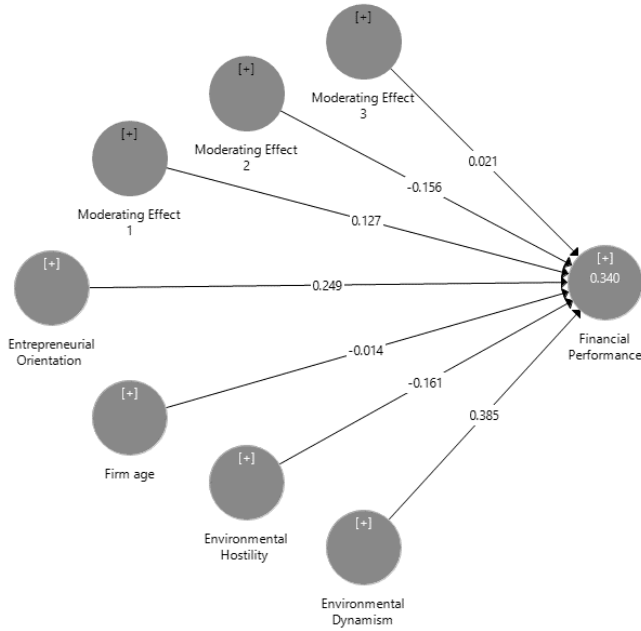 [+]
Moderating Effect
3
[+]
Moderating Effect
2
[+]
Moderating Effect
1
0.021
-0.156
0.127
[+]
Entrepreneurial
Orientation
0.249
[+]
0.340
Financial
Performance
-0.014
-0.161
0.385
[+]
Firm age
[+]
Environmental
Hostility
[+]
Environmental
Dynamism